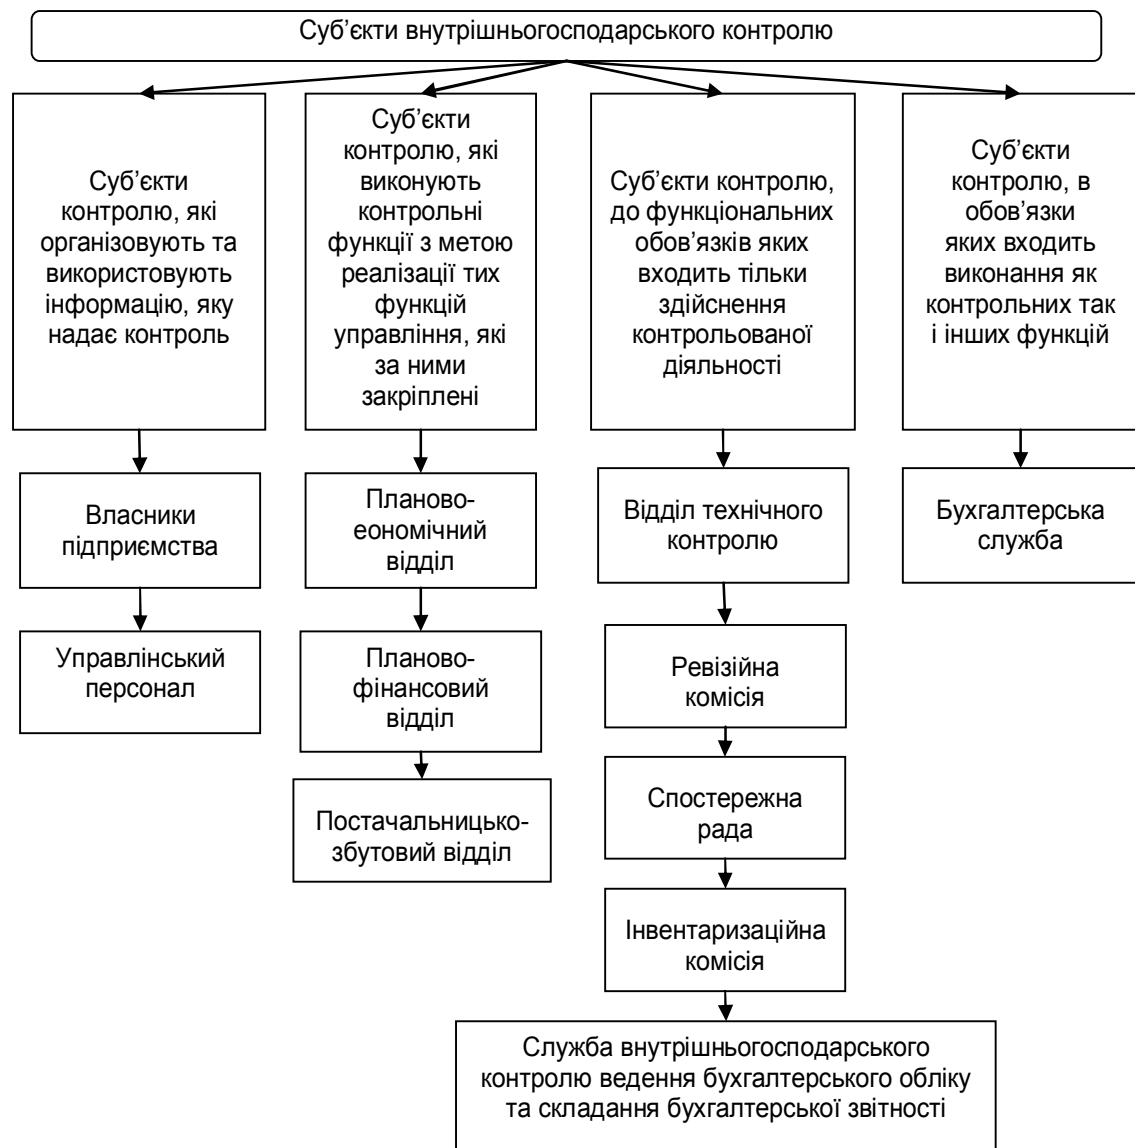 Суб’єкти внутрішньогосподарського контролю
Суб’єкти
контролю, які
організовують та
використовують
інформацію, яку
надає контроль
Суб’єкти
контролю, які
виконують
контрольні
функції з метою
реалізації тих
функцій
управління, які
за ними
закріплені
Суб’єкти контролю,
до функціональних
обов’язків яких
входить тільки
здійснення
контрольованої
діяльності
Суб’єкти
контролю, в
обов’язки
яких входить
виконання як
контрольних так
і інших функцій
Власники
підприємства
Планово-
еономічний
відділ
Відділ технічного
контролю
Бухгалтерська
служба
Управлінський
персонал
Планово-
фінансовий
відділ
Ревізійна
комісія
Постачальницько-
збутовий відділ
Спостережна
рада
Інвентаризаційна
комісія
Служба внутрішньогосподарського
контролю ведення бухгалтерського обліку
та складання бухгалтерської звітності